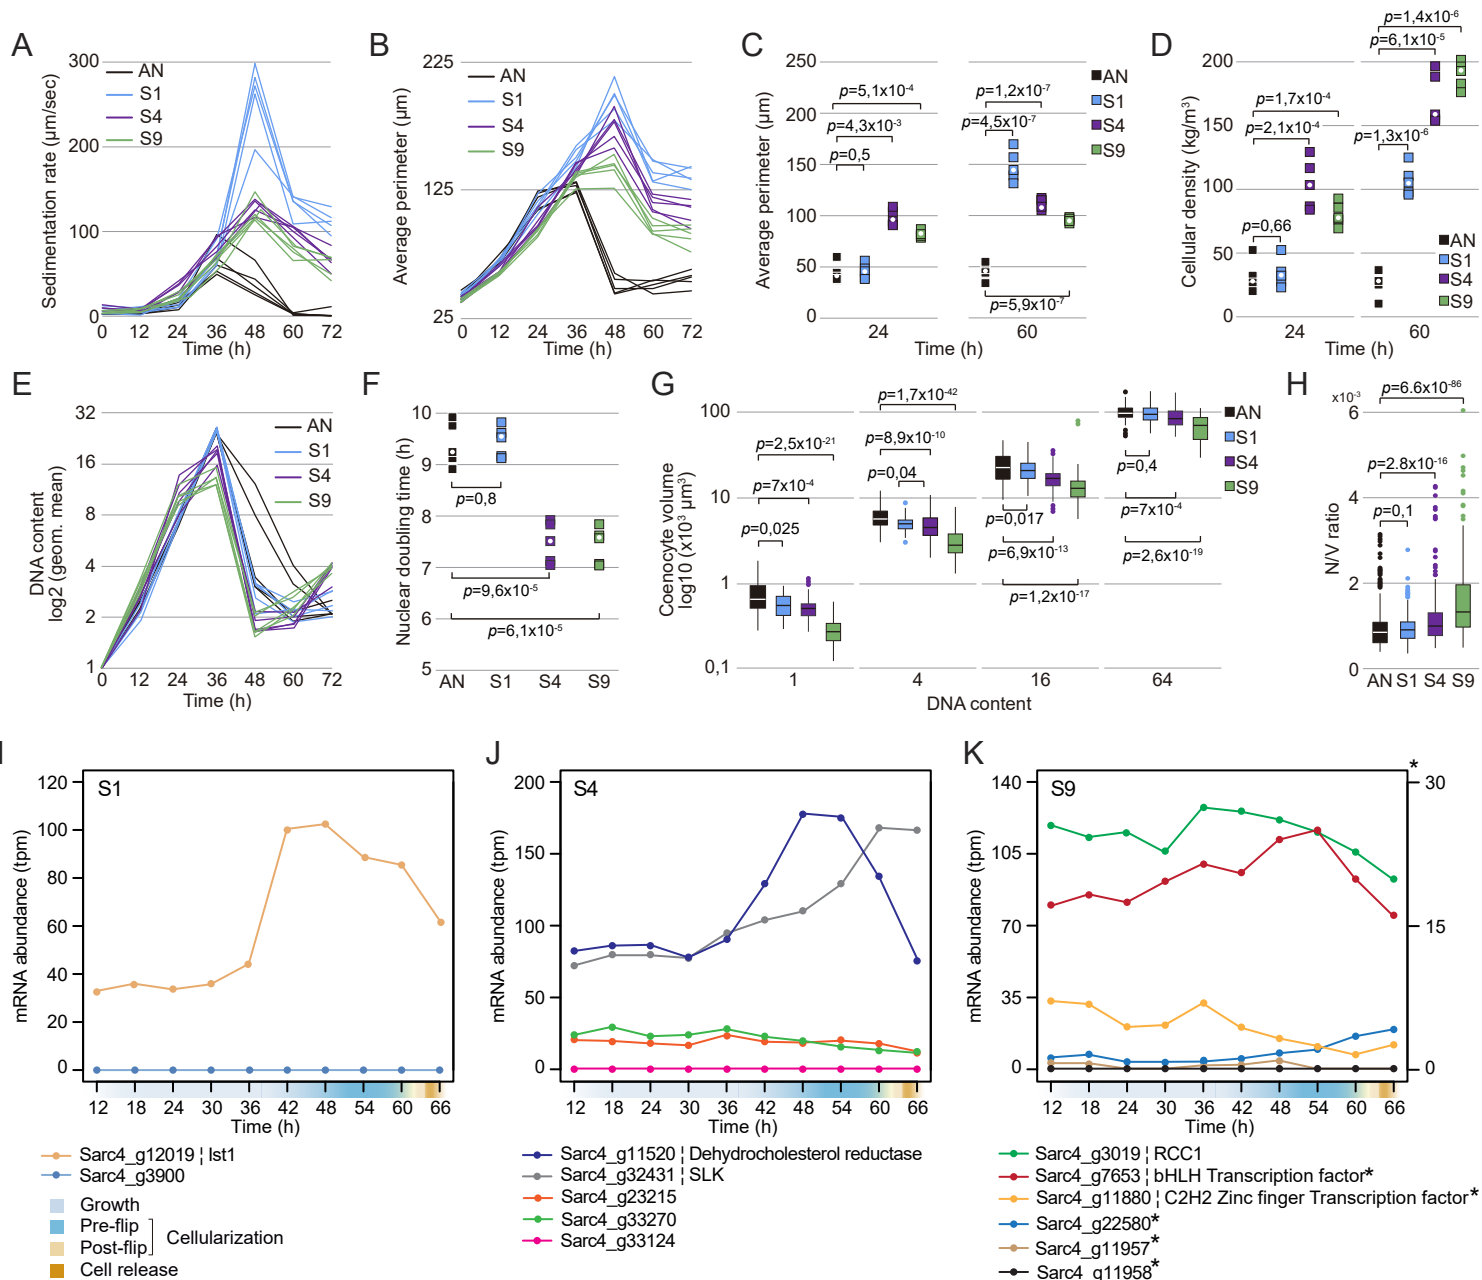 A
Sedimentation rate (µm/sec)
300
200
100
0
AN
S1
S4
S9
0 12 24 36 48 60 72
Time (h)
B
Average perimeter (µm)
225
125
25
AN
S1
S4
S9
0 12 24 36 48 60 72
Time (h)
C
Average perimeter (µm)
250
200
150
100
50
0
p=5,1x10-4
p=4,3x10-3
p=0,5
p=1,2x10-7
p=4,5x10-7
p=5,9x10-7
AN
S1
S4
S9
24 60
Time (h)
D
Cellular density (kg/m3)
200
150
100
50
0
p=1,4x10-6
p=6,1x10-5
p=1,7x10-4
p=2,1x10-4
p=1,3x10-6
p=0,66
AN
S1
S4
S9
24 60
Time (h)
E
DNA content
log2 (geom. mean)
32
16
8
4
2
1
AN
S1
S4
S9
0 12 24 36 48 60 72
Time (h)
F
Nuclear doubling time (h)
10
9
8
7
6
5
p=0,8
p=9,6x10-5
p=6,1x10-5
AN S1 S4 S9
G
Coenocyte volume
log10 (x10³ µm³)
100
10
1
0,1
p=2,5x10-21
p=7x10-4
p=0,025
p=1,7x10-42
p=8,9x10-10
p=0,04
p=0,017
p=6,9x10-13
p=1,2x10-17
p=0,4
p=7x10-4
p=2,6x10-19
AN
S1
S4
S9
1 4 16 64
DNA content
H
N/V ratio
x10-3
6
4
2
0
p=6.6x10-86
p=2.8x10-16
p=0,1
AN S1 S4 S9
I
S1
mRNA abundance (tpm)
120
100
80
60
40
20
0
12 18 24 30 36 42 48 54 60 66
Time (h)
Sarc4_g12019 ¦ Ist1
Sarc4_g3900
Growth
Pre-flip
Post-flip
Cellularization
Cell release
J
S4
mRNA abundance (tpm)
200
150
100
50
0
12 18 24 30 36 42 48 54 60 66
Time (h)
Sarc4_g11520 ¦ Dehydrocholesterol reductase
Sarc4_g32431 ¦ SLK
Sarc4_g23215
Sarc4_g33270
Sarc4_g33124
K
S9
mRNA abundance (tpm)
140
105
70
35
0
*
30
15
0
12 18 24 30 36 42 48 54 60 66
Time (h)
Sarc4_g3019 ¦ RCC1
Sarc4_g7653 ¦ bHLH Transcription factor*
Sarc4_g11880 ¦ C2H2 Zinc finger Transcription factor*
Sarc4_g22580*
Sarc4_g11957*
Sarc4_g11958*